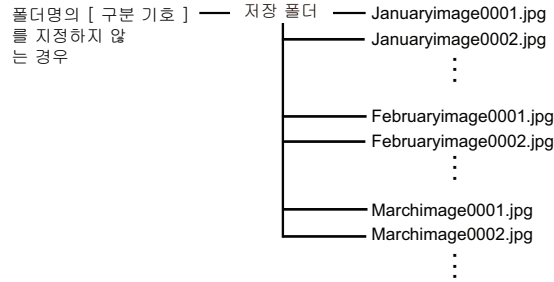 폴더명의 [ 구분 기호 ]
를 지정하지 않
는 경우
저장 폴더
Januaryimage0001.jpg
Januaryimage0002.jpg
Februaryimage0001.jpg
Februaryimage0002.jpg
Marchimage0001.jpg
Marchimage0002.jpg